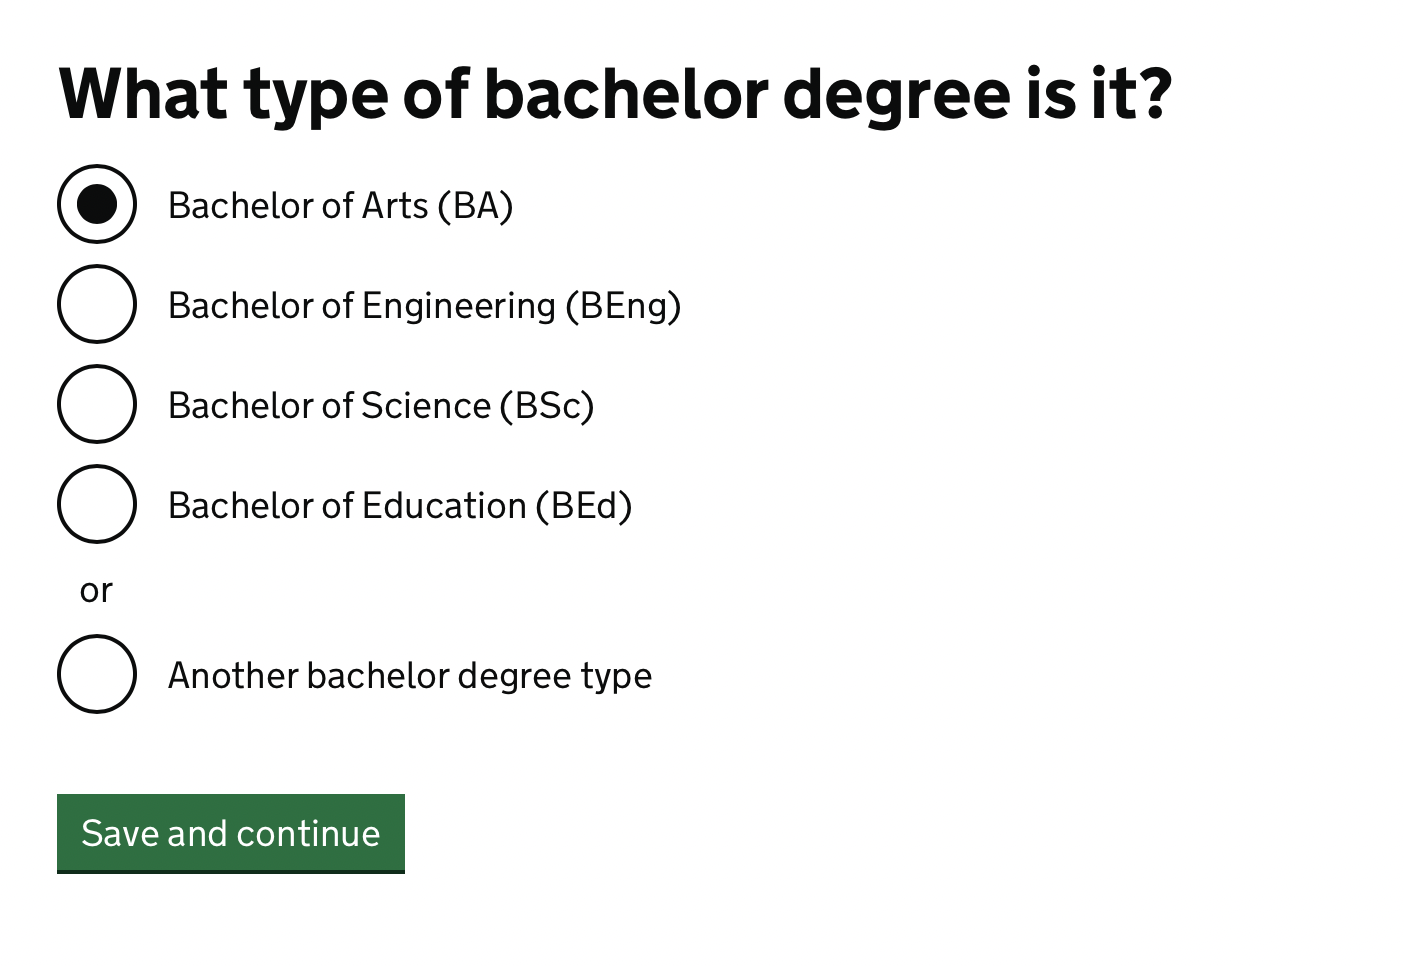 What type of bachelor degree is it?
Bachelor of Arts (BA)
Bachelor of Engineering (BEng)
Bachelor of Science (BSc)
Bachelor of Education (BEd)
or
Another bachelor degree type
Save and continue